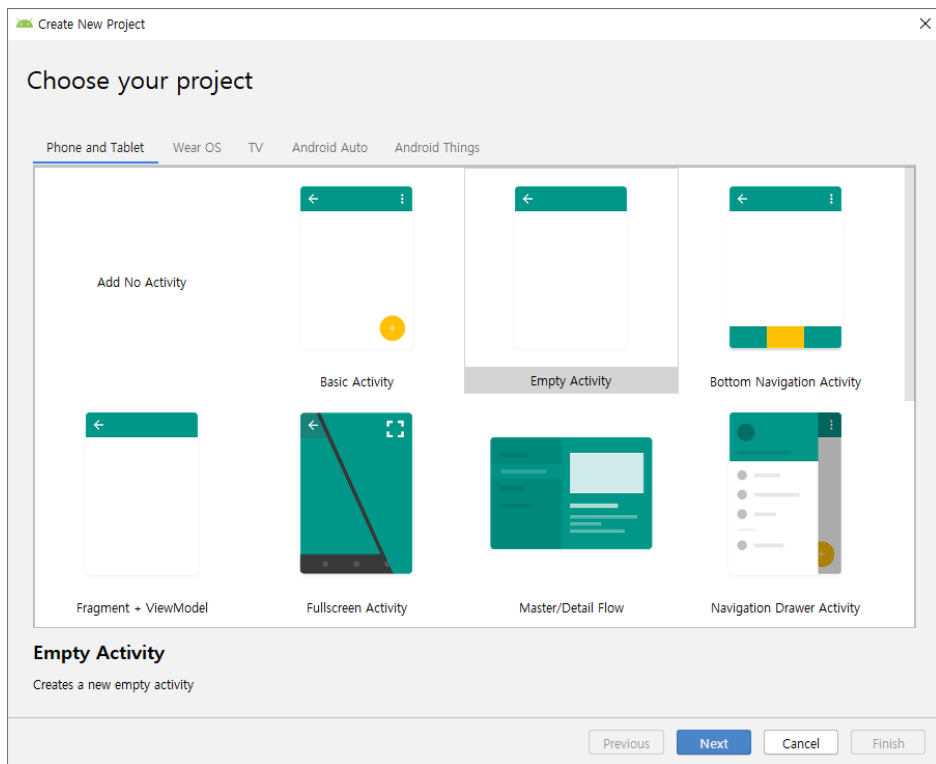 Create New Project
Choose your project
Phone and Tablet Wear OS TV Android Auto Android Things
Add No Activity
Basic Activity Empty Activity Bottom Navigation Activity
Fragment + ViewModel Fullscreen Activity Master/Detail Flow Navigation Drawer Activity
Empty Activity
Creates a new empty activity
Previous Next Cancel Finish